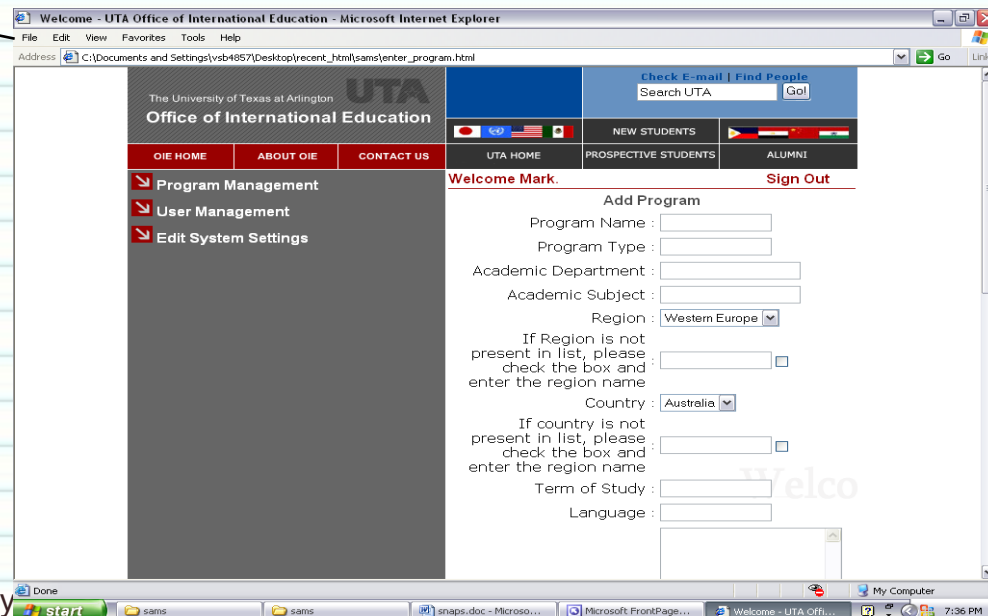 Welcome - UTA Office of International Education - Microsoft Internet Explorer
File Edit View Favorites Tools Help
Address C:\Documents and Settings\vsb4857\Desktop\recent_html\sams\enter_program.html Go Link
The University of Texas at Arlington UTA
Office of International Education
Check E-mail | Find People
Search UTA Go!
NEW STUDENTS
OIE HOME ABOUT OIE CONTACT US UTA HOME PROSPECTIVE STUDENTS ALUMNI
Program Management
User Management
Edit System Settings
Welcome Mark. Sign Out
Add Program
Program Name :
Program Type :
Academic Department :
Academic Subject :
Region : Western Europe
If Region is not
present in list, please
check the box and
enter the region name
:
Country : Australia
If country is not
present in list, please
check the box and
enter the region name
:
Term of Study :
Welco
Language :
Done My Computer
y
start sams sams snaps.doc - Microso... Microsoft FrontPage... Welcome - UTA Offi... 7:36 PM